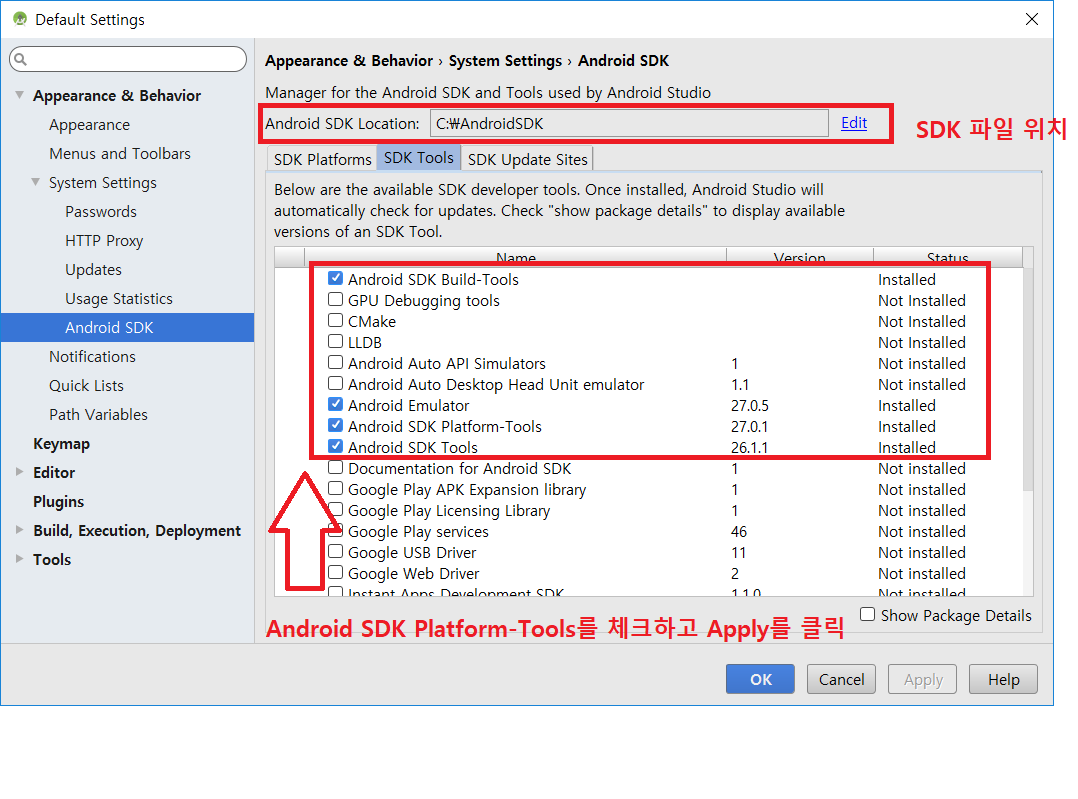 Default Settings
Appearance & Behavior
Appearance
Menus and Toolbars
System Settings
Passwords
HTTP Proxy
Updates
Usage Statistics
Android SDK
Notifications
Quick Lists
Path Variables
Keymap
Editor
Plugins
Build, Execution, Deployment
Tools
Appearance & Behavior › System Settings › Android SDK
Manager for the Android SDK and Tools used by Android Studio
Android SDK Location: C:₩AndroidSDK Edit
SDK 파일 위치
SDK Platforms SDK Tools SDK Update Sites
Below are the available SDK developer tools. Once installed, Android Studio will
automatically check for updates. Check "show package details" to display available
versions of an SDK Tool.
Name Version Status
Android SDK Build-Tools Installed
GPU Debugging tools Not Installed
CMake Not Installed
LLDB Not Installed
Android Auto API Simulators 1 Not installed
Android Auto Desktop Head Unit emulator 1.1 Not installed
Android Emulator 27.0.5 Installed
Android SDK Platform-Tools 27.0.1 Installed
Android SDK Tools 26.1.1 Installed
Documentation for Android SDK 1 Not installed
Google Play APK Expansion library 1 Not installed
Google Play Licensing Library 1 Not installed
Google Play services 46 Not installed
Google USB Driver 11 Not installed
Google Web Driver 2 Not installed
Instant Apps Development SDK 1.1.0 Not installed
Show Package Details
Android SDK Platform-Tools를 체크하고 Apply를 클릭
OK Cancel Apply Help